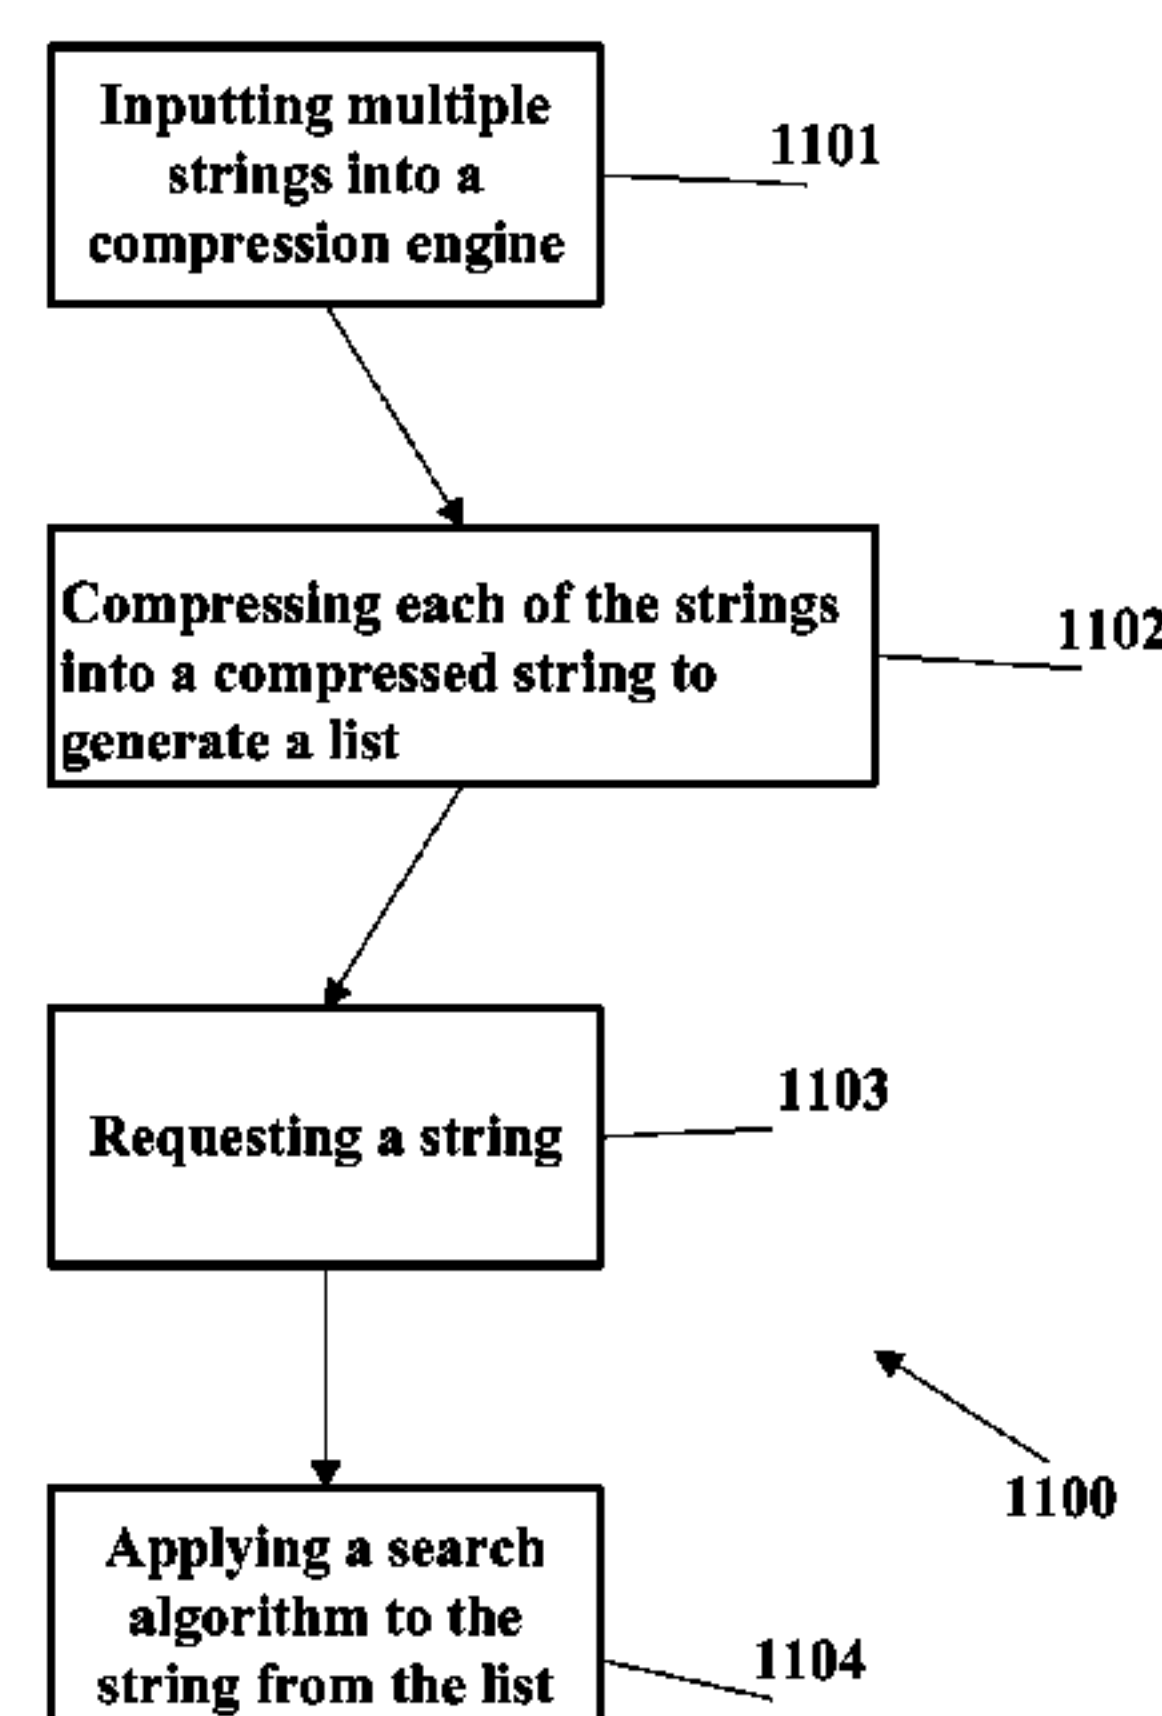 Inputting multiple
strings into a
compression engine
1101
Compressing each of the strings
into a compressed string to
generate a list
1102
Requesting a string
1103
1100
Applying a search
algorithm to the
string from the list
1104